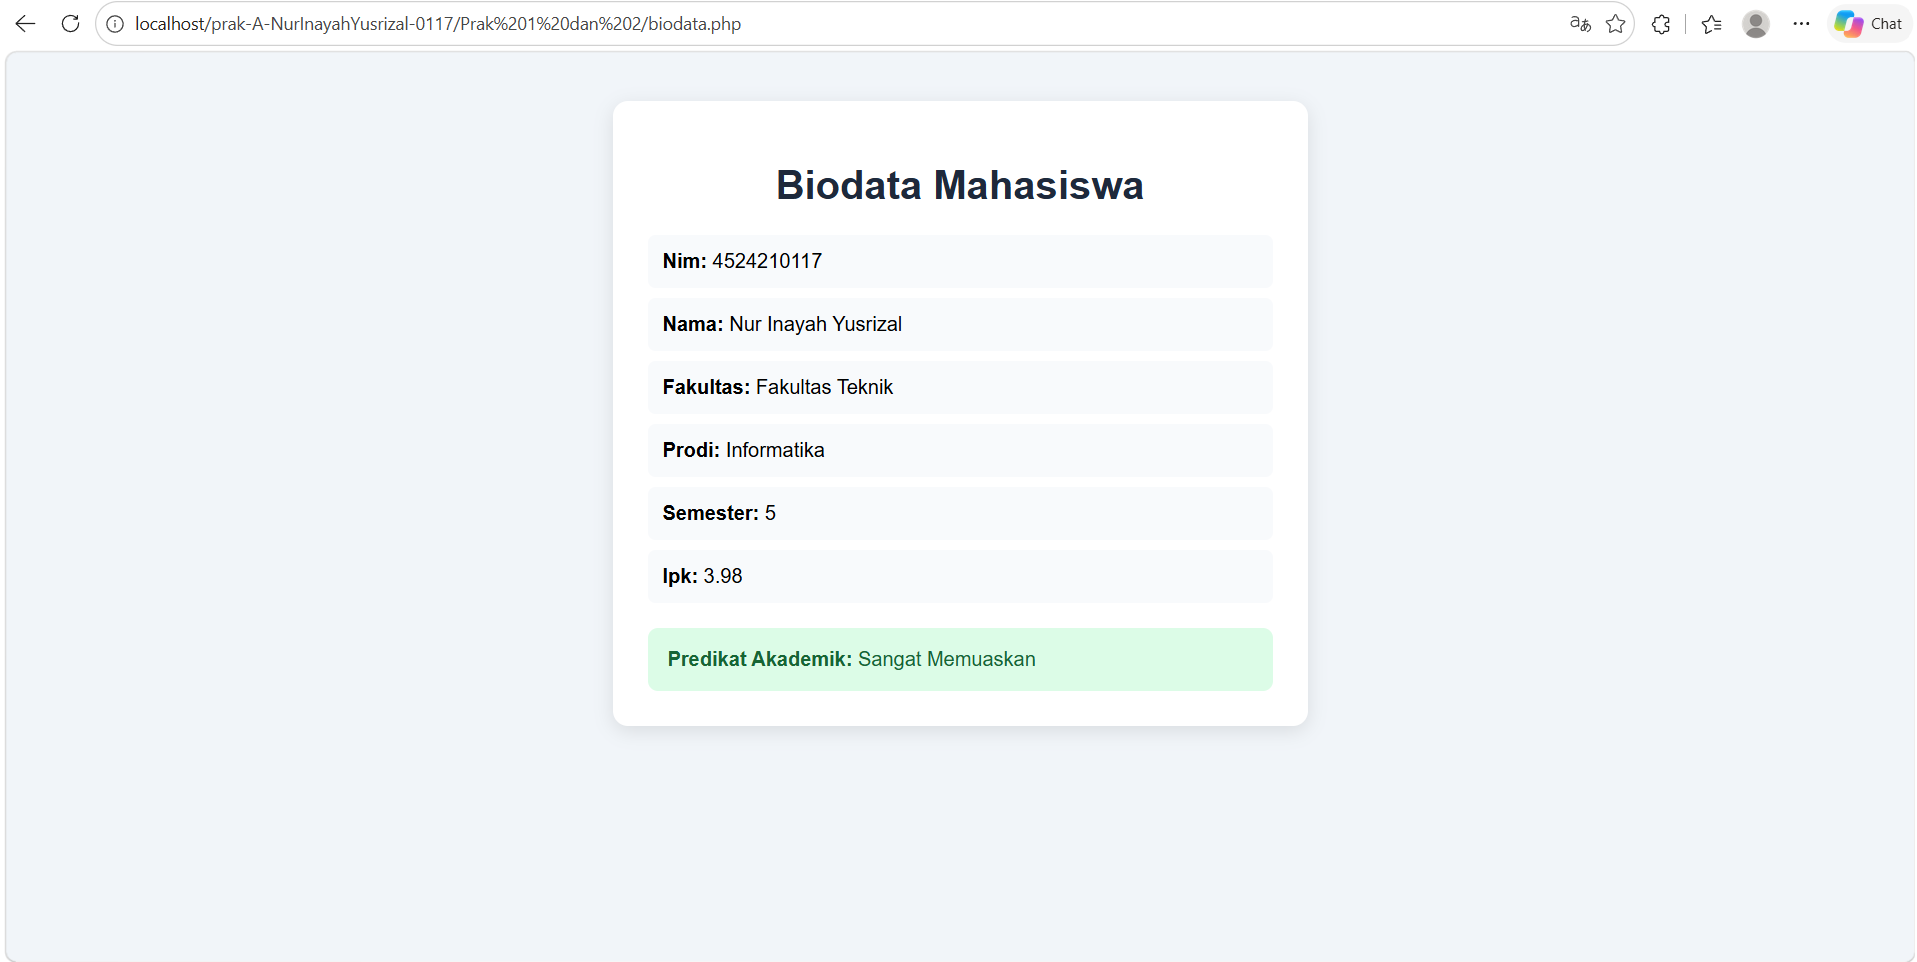 localhost/prak-A-NurInayahYusrizal-0117/Prak%201%20dan%202/biodata.php
Chat
Biodata Mahasiswa
Nim: 4524210117
Nama: Nur Inayah Yusrizal
Fakultas: Fakultas Teknik
Prodi: Informatika
Semester: 5
Ipk: 3.98
Predikat Akademik: Sangat Memuaskan